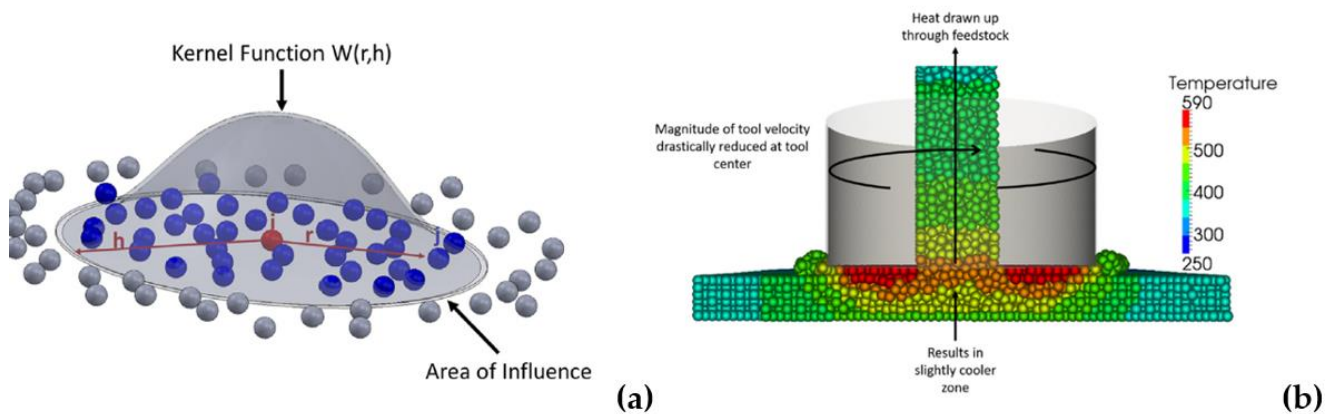 Kernel Function W(r,h)
i
h
r
j
Area of Influence
(a)
Heat drawn up
through feedstock
Magnitude of tool velocity
drastically reduced at tool
center
Temperature
590
500
400
300
250
Results in
slightly cooler
zone
(b)